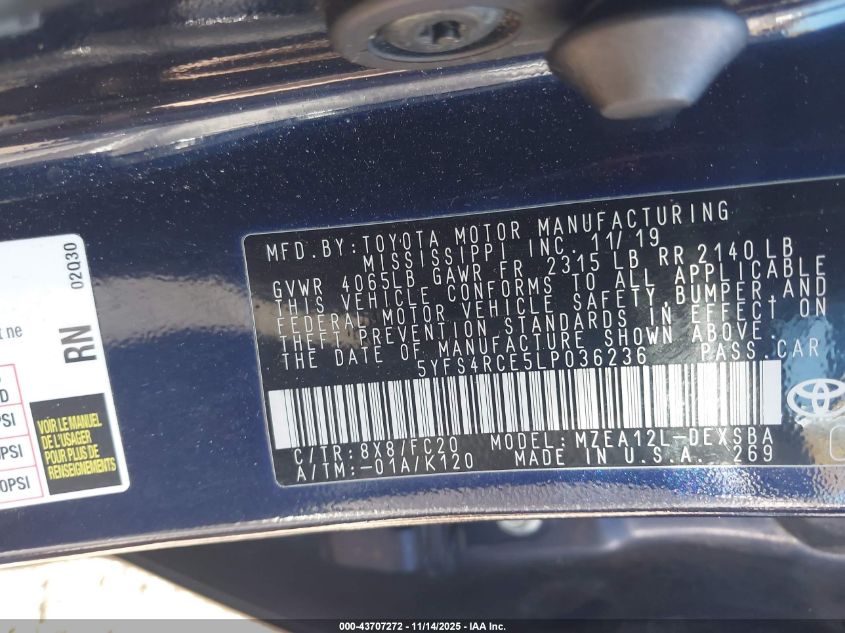 MFD. BY: TOYOTA MOTOR MANUFACTURING
MISSISSIPPI INC. 11/19
GVWR 4065LB GAWR FR 2315 LB RR 2140 LB
THIS VEHICLE CONFORMS TO ALL APPLICABLE
FEDERAL MOTOR VEHICLE SAFETY, BUMPER, AND
THEFT PREVENTION STANDARDS IN EFFECT ON
THE DATE OF MANUFACTURE SHOWN ABOVE.
5YFS4RCE5LP036236 PASS. CAR
C/TR: 8X8/FC20 MODEL: MZEA12L-DEXSBA
A/TM: -01A/K120 MADE IN U.S.A. 269
02Q30
RN
nt ne
D
PSI
PSI
0PSI
VOIR LE MANUEL
DE L'USAGER
POUR PLUS DE
RENSEIGNEMENTS
000-43707272 - 11/14/2025 - IAA Inc.